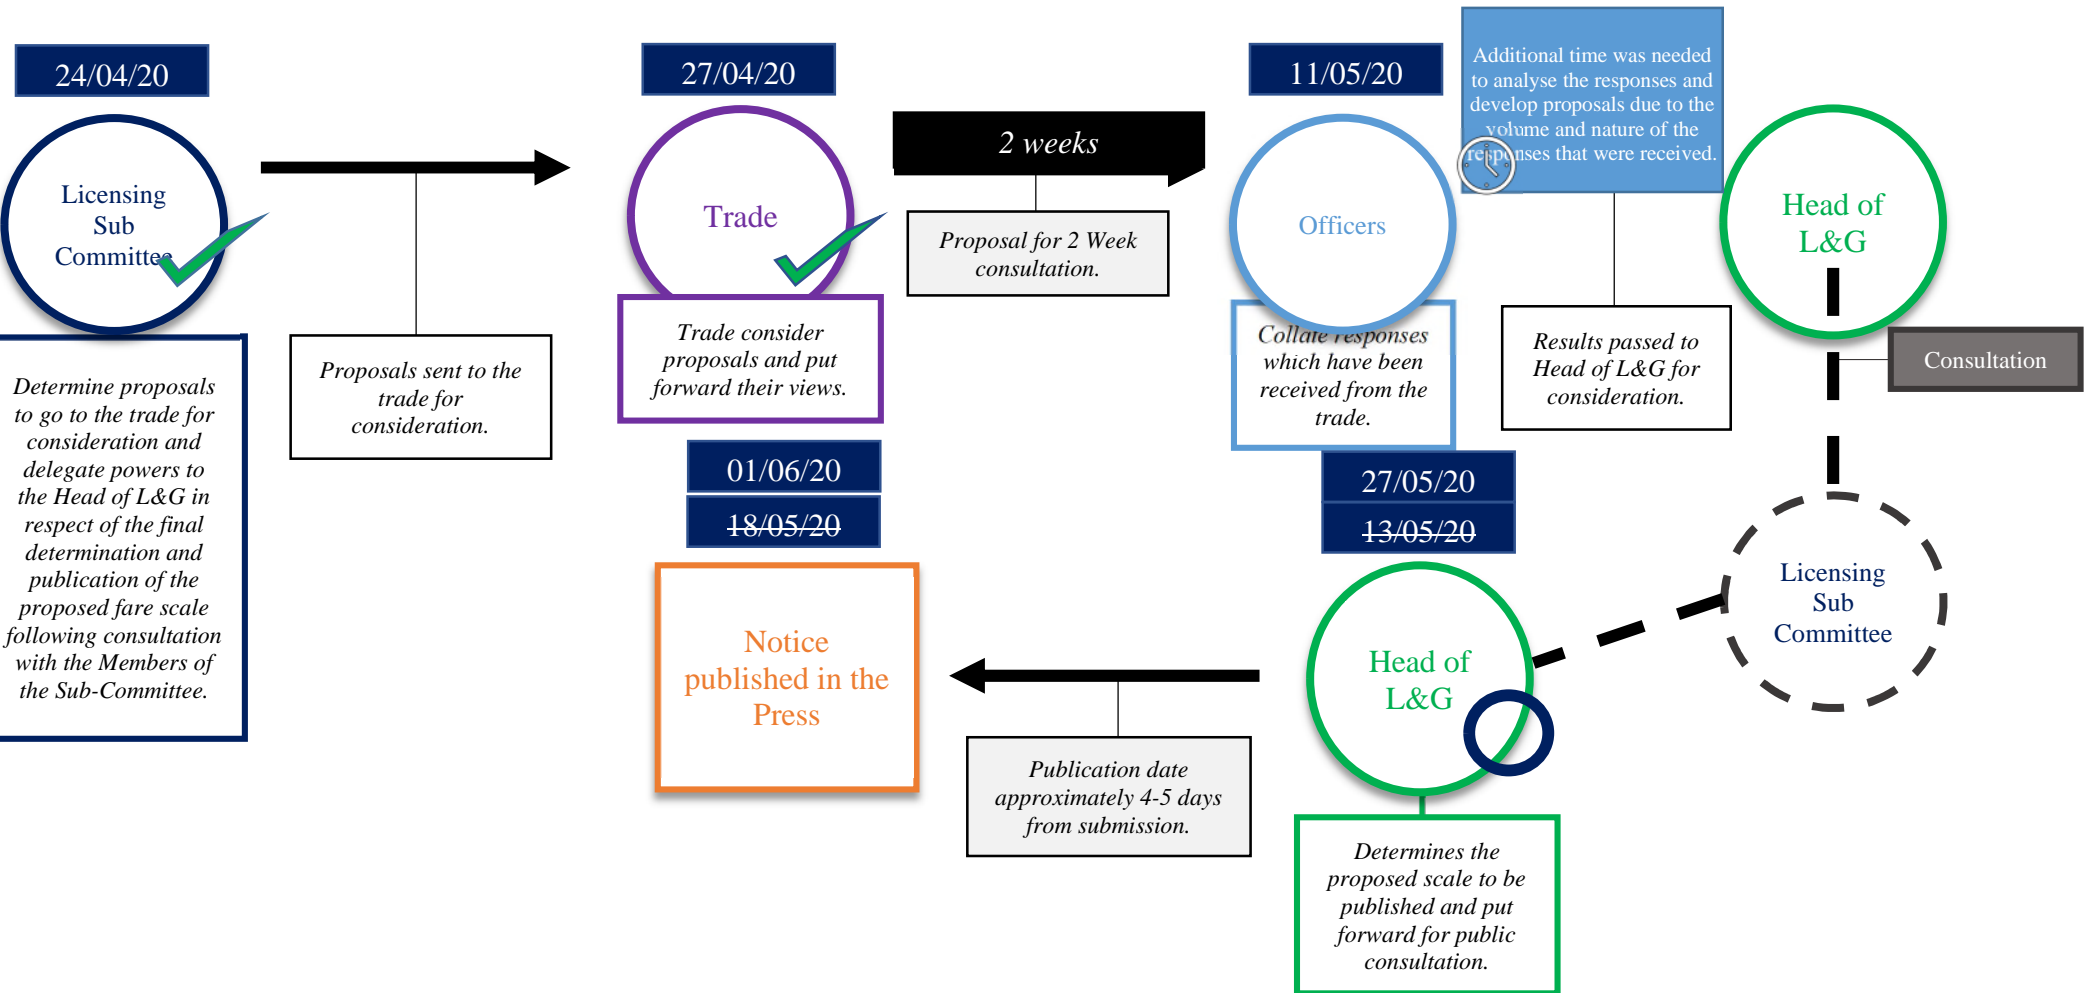 24/04/20
Licensing
Sub
Committee
Determine proposals
to go to the trade for
consideration and
delegate powers to
the Head of L&G in
respect of the final
determination and
publication of the
proposed fare scale
following consultation
with the Members of
the Sub-Committee.
Proposals sent to the
trade for
consideration.
27/04/20
Trade
Trade consider
proposals and put
forward their views.
2 weeks
Proposal for 2 Week
consultation.
11/05/20
Officers
Collate responses
which have been
received from the
trade.
Additional time was needed
to analyse the responses and
develop proposals due to the
volume and nature of the
responses that were received.
Results passed to
Head of L&G for
consideration.
Head of
L&G
Consultation
Licensing
Sub
Committee
27/05/20
13/05/20
Head of
L&G
Determines the
proposed scale to be
published and put
forward for public
consultation.
Publication date
approximately 4-5 days
from submission.
01/06/20
18/05/20
Notice
published in the
Press